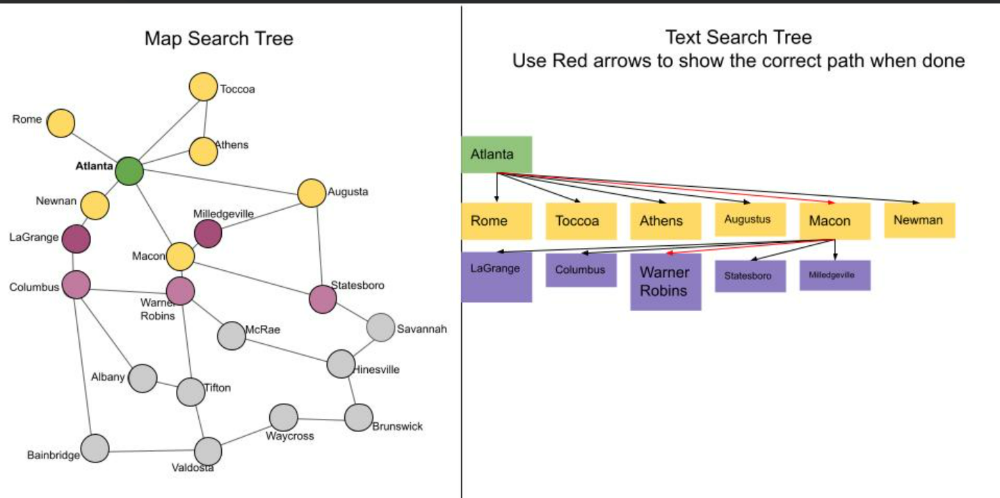 Map Search Tree
Toccoa
Rome
Athens
Atlanta
Augusta
Newnan
Milledgeville
LaGrange
Macon
Columbus
Statesboro
Warner
Robins
McRae
Savannah
Hinesville
Albany
Tifton
Brunswick
Waycross
Bainbridge
Valdosta
Text Search Tree
Use Red arrows to show the correct path when done
Atlanta
Rome
Toccoa
Athens
Augustus
Macon
Newman
LaGrange
Columbus
Warner
Robins
Statesboro
Milledgeville